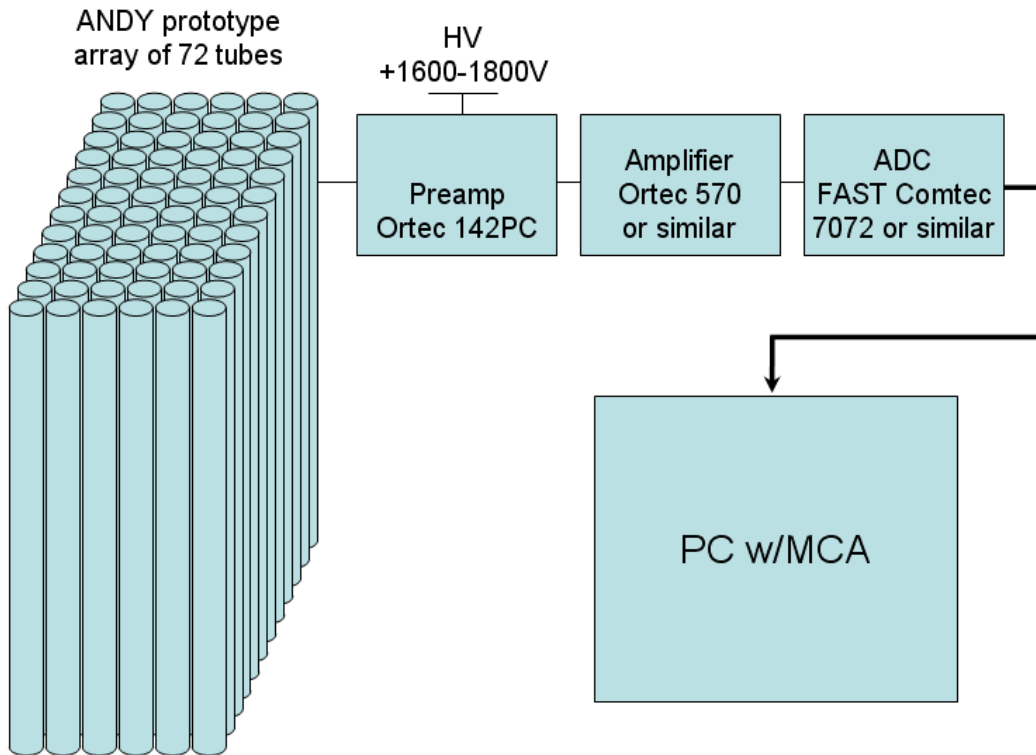 ANDY prototype
array of 72 tubes
HV
+1600-1800V
Preamp
Ortec 142PC
Amplifier
Ortec 570
or similar
ADC
FAST Comtec
7072 or similar
PC w/MCA